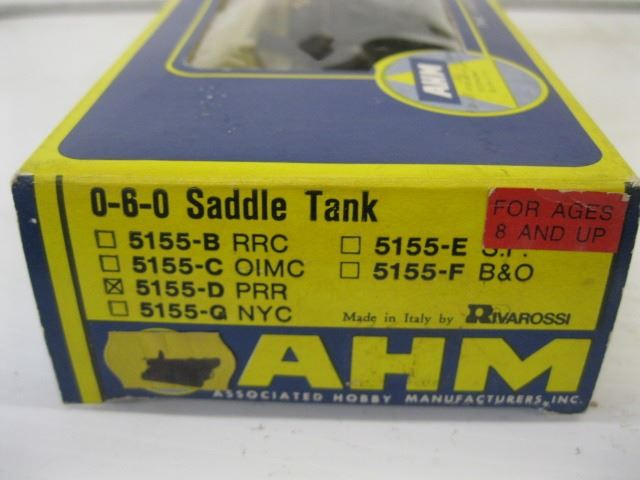 AHM
0-6-0 Saddle Tank
FOR AGES
8 AND UP
5155-B RRC
5155-C OIMC
5155-D PRR
5155-G NYC
5155-E S.P.
5155-F B&O
Made in Italy by RIVAROSSI
AHM
ASSOCIATED HOBBY MANUFACTURERS, INC.